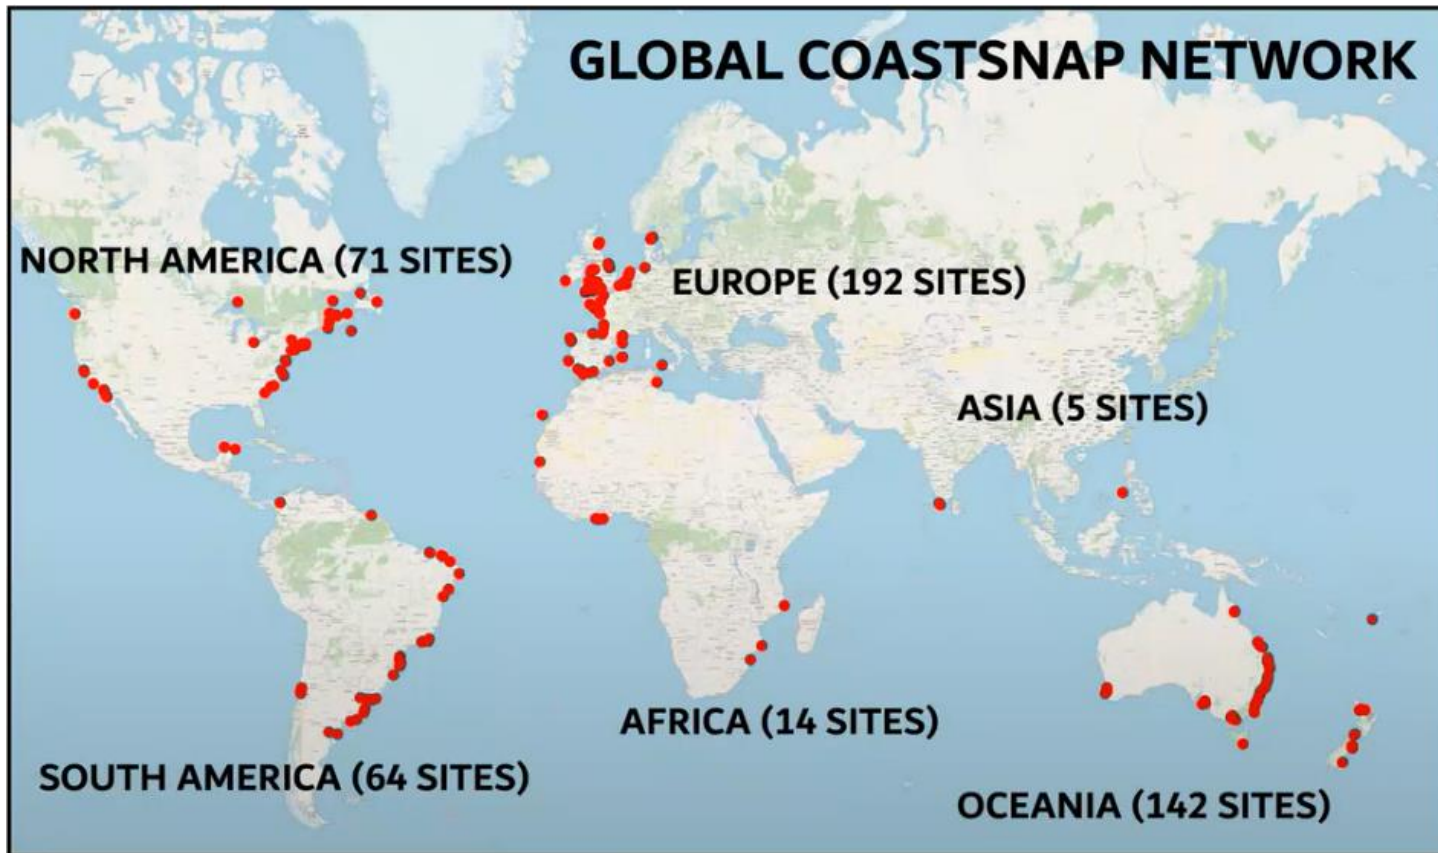 GLOBAL COASTSNAP NETWORK
NORTH AMERICA (71 SITES)
EUROPE (192 SITES)
ASIA (5 SITES)
AFRICA (14 SITES)
SOUTH AMERICA (64 SITES)
OCEANIA (142 SITES)